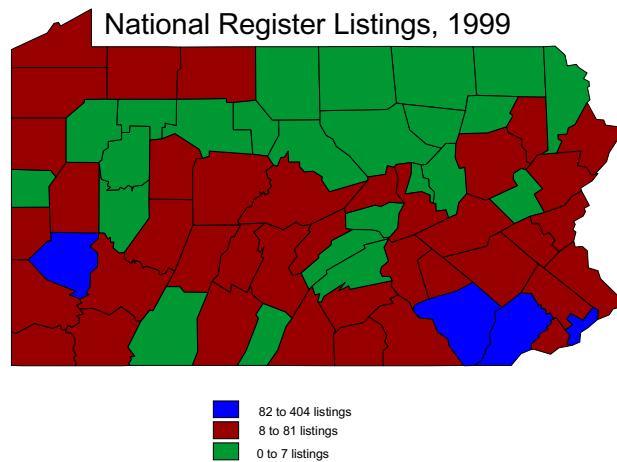 National Register Listings, 1999
82 to 404 listings
8 to 81 listings
0 to 7 listings